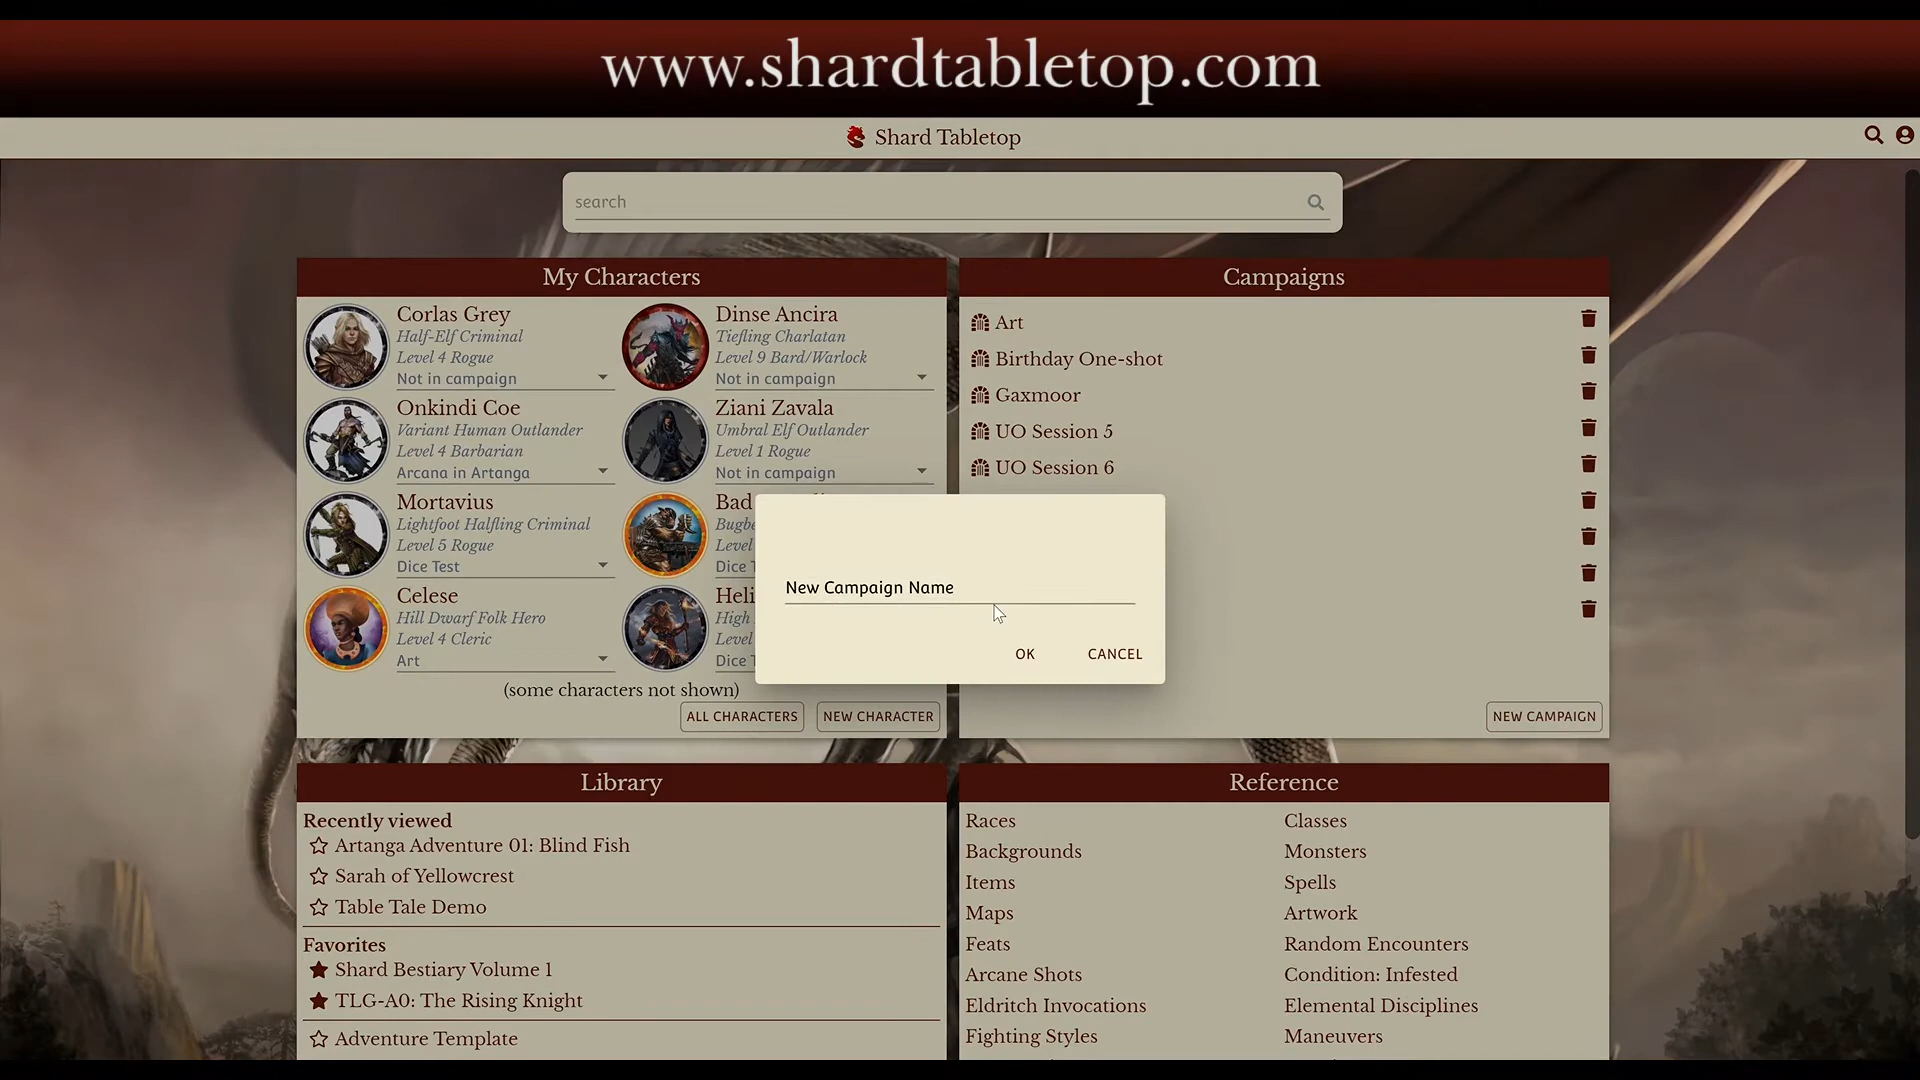 www.shardtabletop.com
Shard Tabletop
search
My Characters
Corlas Grey
Half-Elf Criminal
Level 4 Rogue
Not in campaign
Dinse Ancira
Tiefling Charlatan
Level 9 Bard/Warlock
Not in campaign
Onkindi Coe
Variant Human Outlander
Level 4 Barbarian
Arcana in Artanga
Ziani Zavala
Umbral Elf Outlander
Level 1 Rogue
Not in campaign
Mortavius
Lightfoot Halfling Criminal
Level 5 Rogue
Dice Test
Bad
Level
Celese
Hill Dwarf Folk Hero
Level 4 Cleric
Art
High
Level
(some characters not shown)
ALL CHARACTERS
NEW CHARACTER
Campaigns
Art
Birthday One-shot
Gaxmoor
UO Session 5
UO Session 6
NEW CAMPAIGN
New Campaign Name
OK
CANCEL
Library
Recently viewed
Artanga Adventure 01: Blind Fish
Sarah of Yellowcrest
Table Tale Demo
Favorites
Shard Bestiary Volume 1
TLG-A0: The Rising Knight
Adventure Template
Reference
Races
Classes
Backgrounds
Monsters
Items
Spells
Maps
Artwork
Feats
Random Encounters
Arcane Shots
Condition: Infested
Eldritch Invocations
Elemental Disciplines
Fighting Styles
Maneuvers